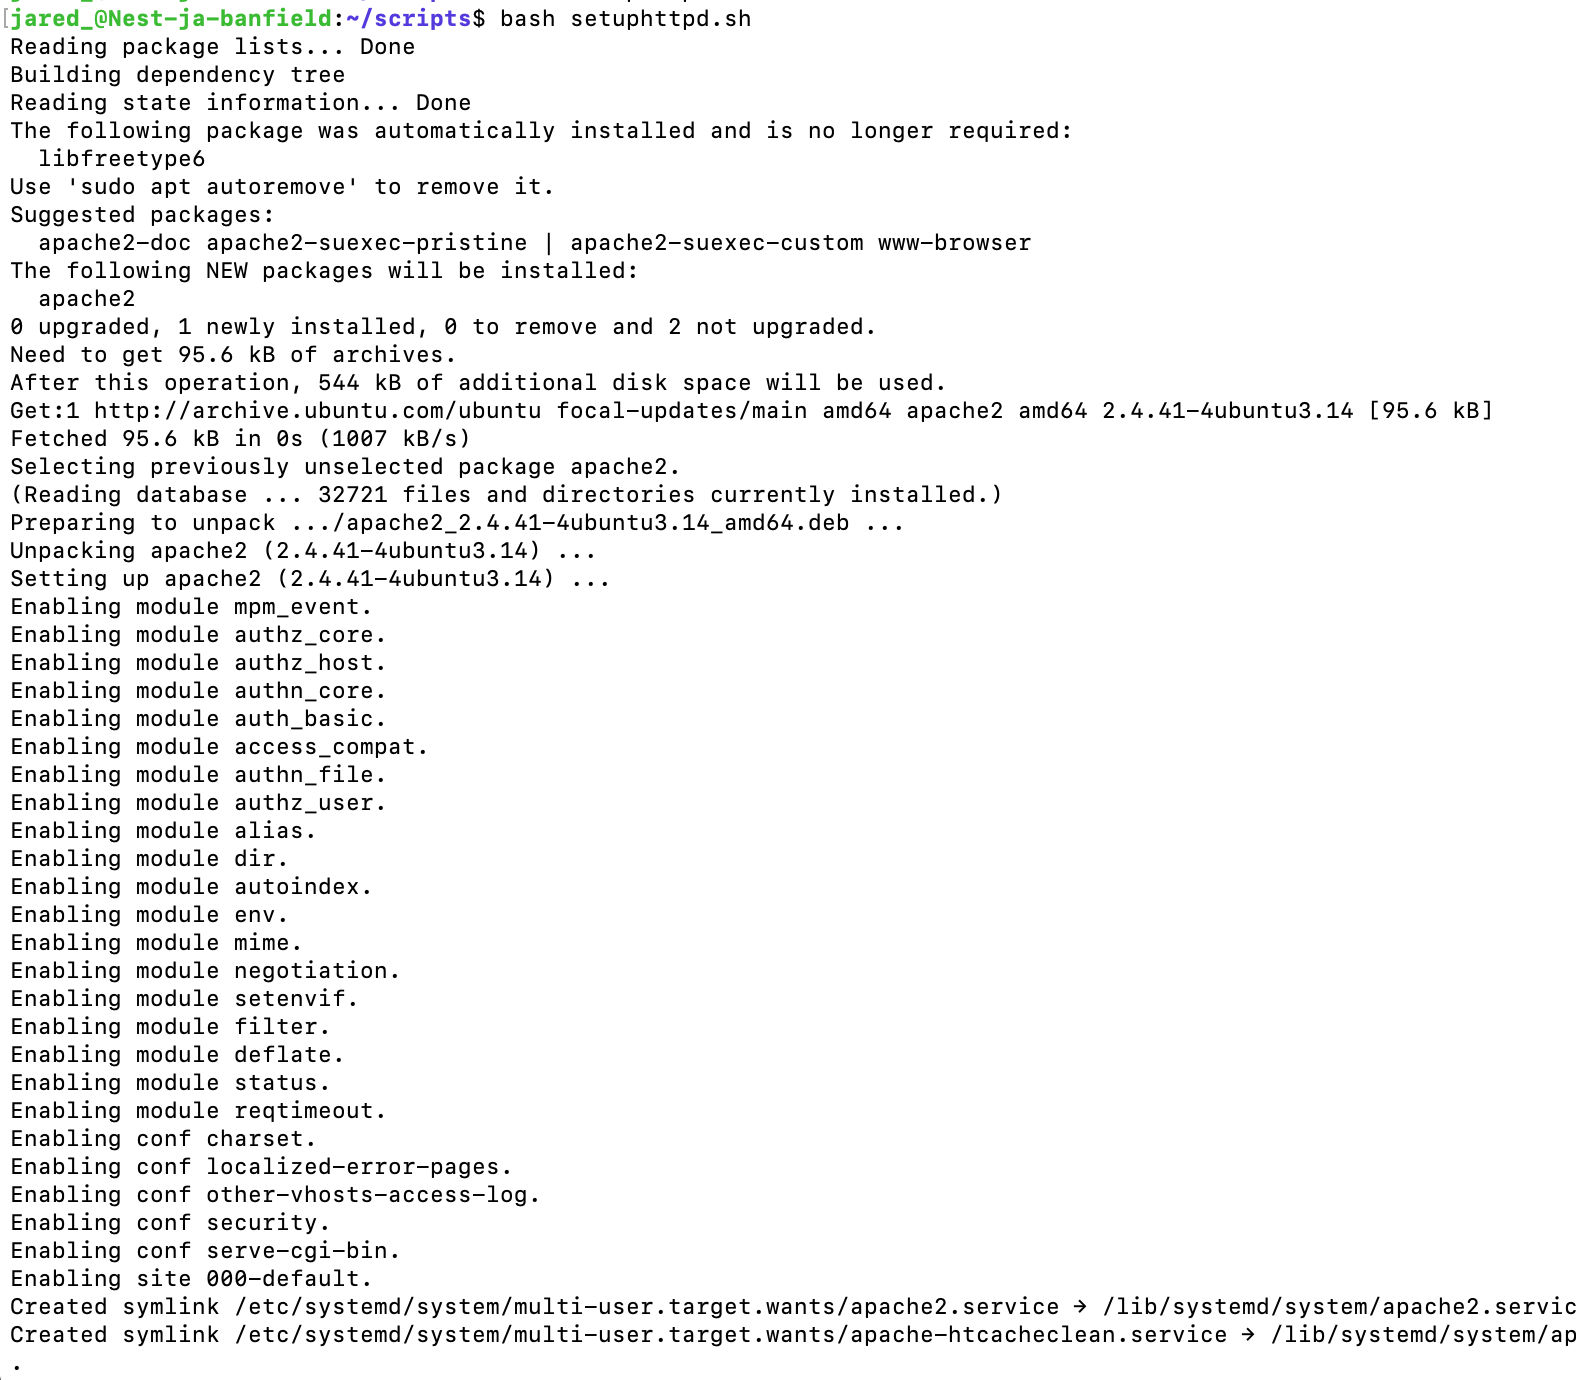 jared_@Nest-ja-banfield:~/scripts$ bash setuphttpd.sh
Reading package lists... Done
Building dependency tree
Reading state information... Done
The following package was automatically installed and is no longer required:
  libfreetype6
Use 'sudo apt autoremove' to remove it.
Suggested packages:
  apache2-doc apache2-suexec-pristine | apache2-suexec-custom www-browser
The following NEW packages will be installed:
  apache2
0 upgraded, 1 newly installed, 0 to remove and 2 not upgraded.
Need to get 95.6 kB of archives.
After this operation, 544 kB of additional disk space will be used.
Get:1 http://archive.ubuntu.com/ubuntu focal-updates/main amd64 apache2 amd64 2.4.41-4ubuntu3.14 [95.6 kB]
Fetched 95.6 kB in 0s (1007 kB/s)
Selecting previously unselected package apache2.
(Reading database ... 32721 files and directories currently installed.)
Preparing to unpack .../apache2_2.4.41-4ubuntu3.14_amd64.deb ...
Unpacking apache2 (2.4.41-4ubuntu3.14) ...
Setting up apache2 (2.4.41-4ubuntu3.14) ...
Enabling module mpm_event.
Enabling module authz_core.
Enabling module authz_host.
Enabling module authn_core.
Enabling module auth_basic.
Enabling module access_compat.
Enabling module authn_file.
Enabling module authz_user.
Enabling module alias.
Enabling module dir.
Enabling module autoindex.
Enabling module env.
Enabling module mime.
Enabling module negotiation.
Enabling module setenvif.
Enabling module filter.
Enabling module deflate.
Enabling module status.
Enabling module reqtimeout.
Enabling conf charset.
Enabling conf localized-error-pages.
Enabling conf other-vhosts-access-log.
Enabling conf security.
Enabling conf serve-cgi-bin.
Enabling site 000-default.
Created symlink /etc/systemd/system/multi-user.target.wants/apache2.service → /lib/systemd/system/apache2.servic
Created symlink /etc/systemd/system/multi-user.target.wants/apache-htcacheclean.service → /lib/systemd/system/ap
.